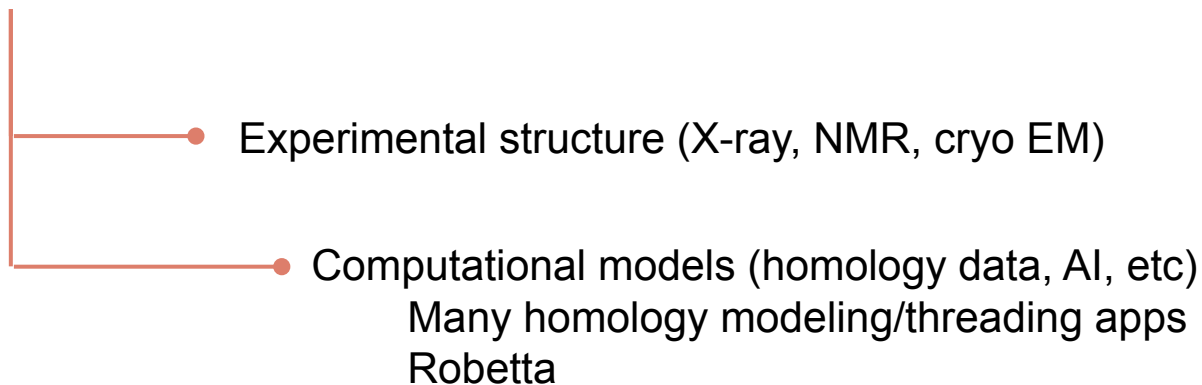 Experimental structure (X-ray, NMR, cryo EM)
Computational models (homology data, AI, etc)
Many homology modeling/threading apps
Robetta